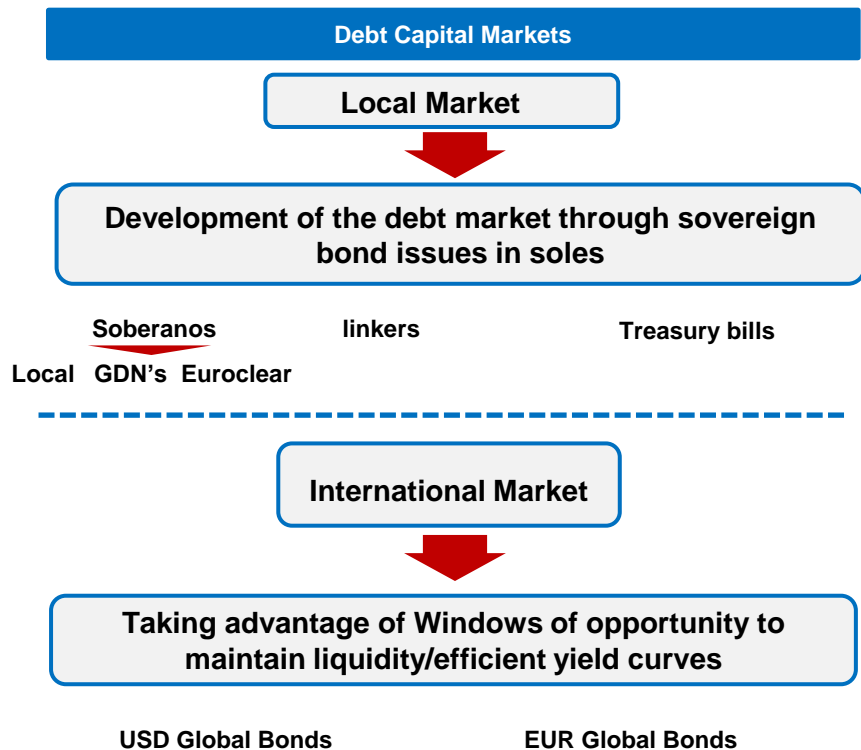 Debt Capital Markets
Local Market
Development of the debt market through sovereign
bond issues in soles
Soberanos linkers Treasury bills
Local GDN's Euroclear
International Market
Taking advantage of Windows of opportunity to
maintain liquidity/efficient yield curves
USD Global Bonds EUR Global Bonds